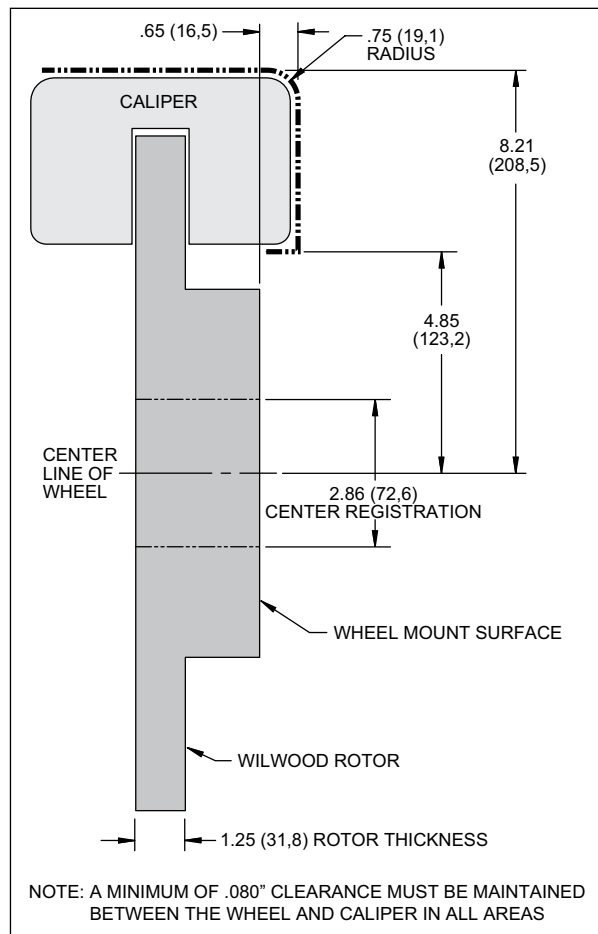 .65 (16,5)
.75 (19,1)
RADIUS
CALIPER
8.21
(208,5)
4.85
(123,2)
CENTER
LINE OF
WHEEL
2.86 (72,6)
CENTER REGISTRATION
WHEEL MOUNT SURFACE
WILWOOD ROTOR
1.25 (31,8) ROTOR THICKNESS
NOTE: A MINIMUM OF .080" CLEARANCE MUST BE MAINTAINED
BETWEEN THE WHEEL AND CALIPER IN ALL AREAS